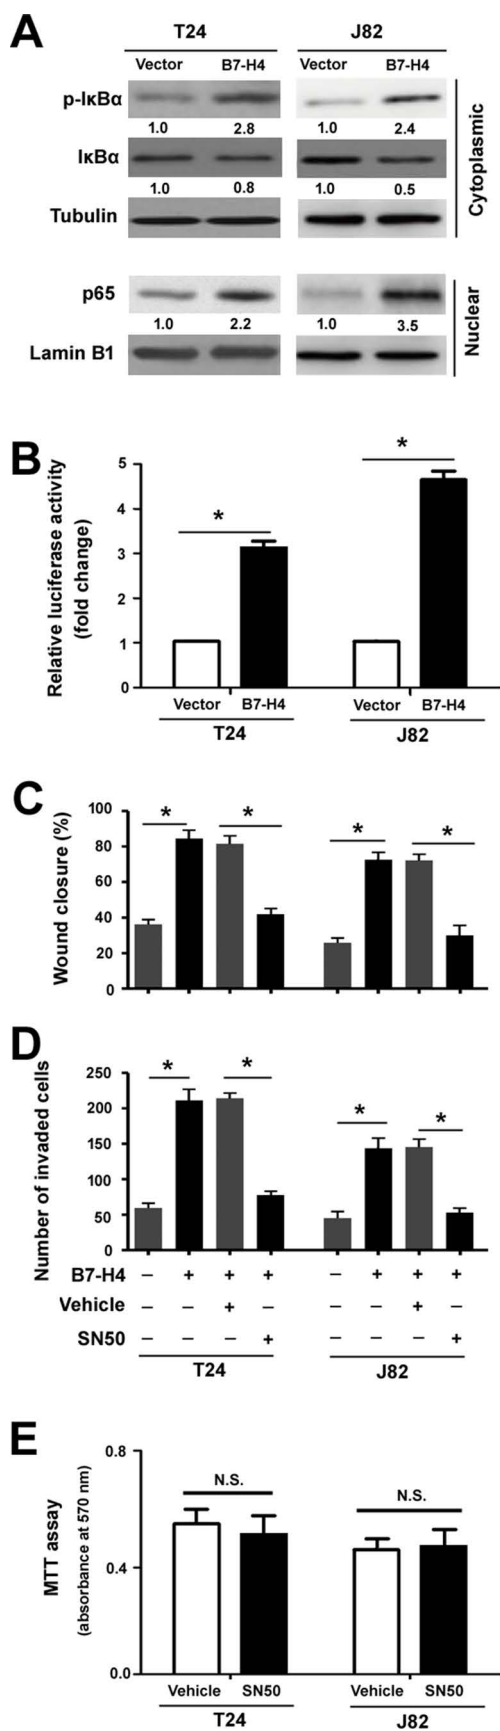 A
T24 J82
Vector B7-H4 Vector B7-H4
p-IκBα
1.0 2.8 1.0 2.4
IκBα
1.0 0.8 1.0 0.5
Tubulin
Cytoplasmic
p65
1.0 2.2 1.0 3.5
Lamin B1
Nuclear
B
Relative luciferase activity
(fold change)
5
4
3
2
1
0
* *
Vector B7-H4 Vector B7-H4
T24 J82
C
Wound closure (%)
100
80
60
40
20
0
* * * *
D
Number of invaded cells
250
200
150
100
50
0
* * * *
B7-H4 – + + + – + + +
Vehicle – – + – – – + –
SN50 – – – + – – – +
T24 J82
E
MTT assay
(absorbance at 570 nm)
0.8
0.4
0.0
N.S. N.S.
Vehicle SN50 Vehicle SN50
T24 J82